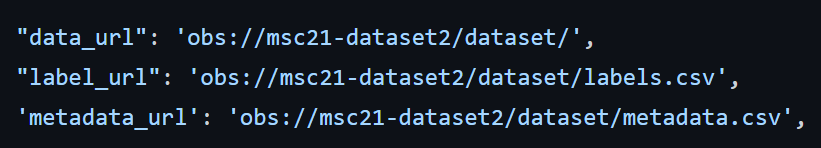 "data_url": 'obs://msc21-dataset2/dataset/',
"label_url": 'obs://msc21-dataset2/dataset/labels.csv',
'metadata_url': 'obs://msc21-dataset2/dataset/metadata.csv',